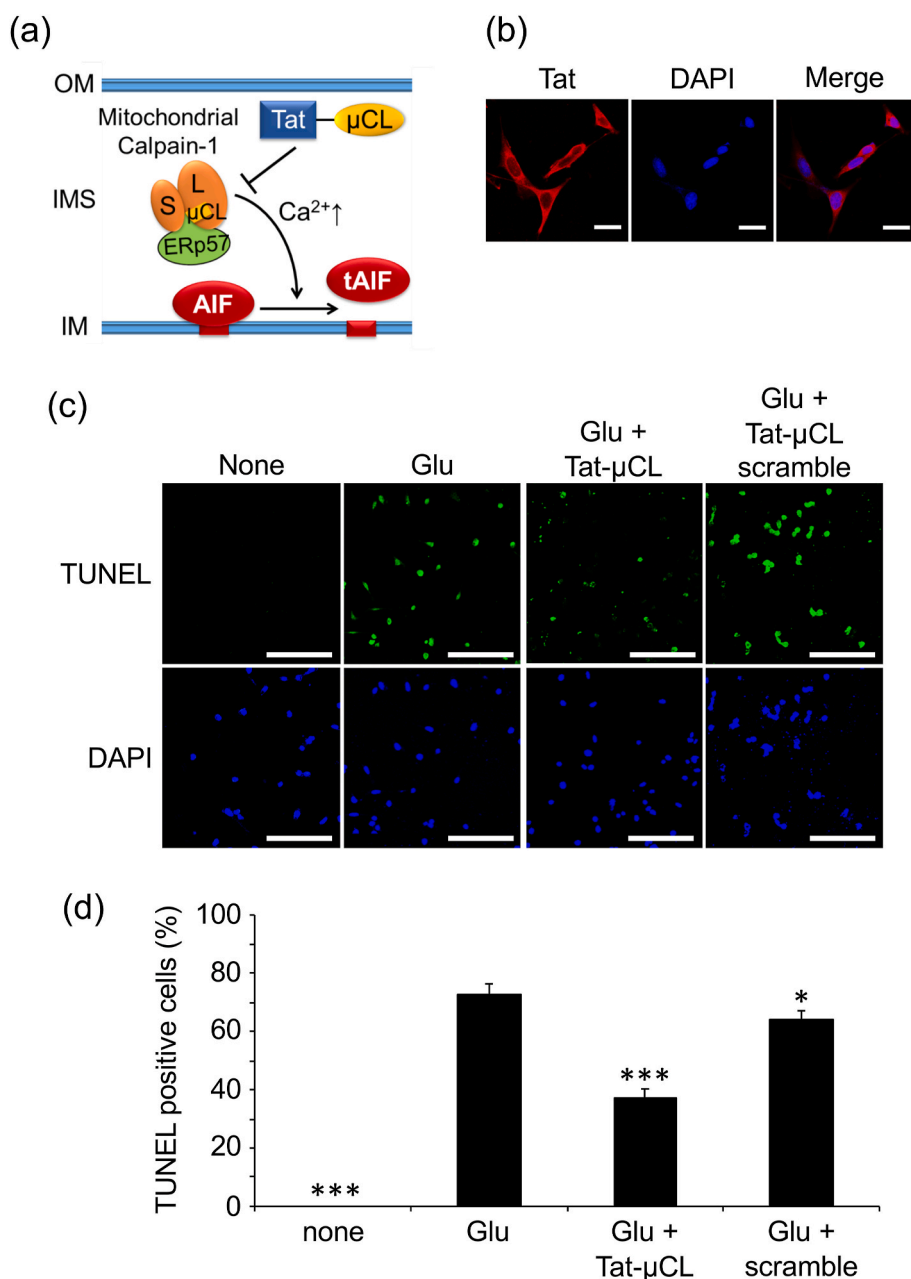 (a)
OM
Tat
µCL
Mitochondrial
Calpain-1
IMS
L
S
µCL
ERp57
Ca²⁺↑
tAIF
AIF
IM
(b)
Tat DAPI Merge
(c)
None Glu Glu +
Tat-µCL Glu +
Tat-µCL
scramble
TUNEL
DAPI
(d)
TUNEL positive cells (%)
100
80
60
40
20
0
***
***
*
none Glu Glu +
Tat-µCL Glu +
scramble